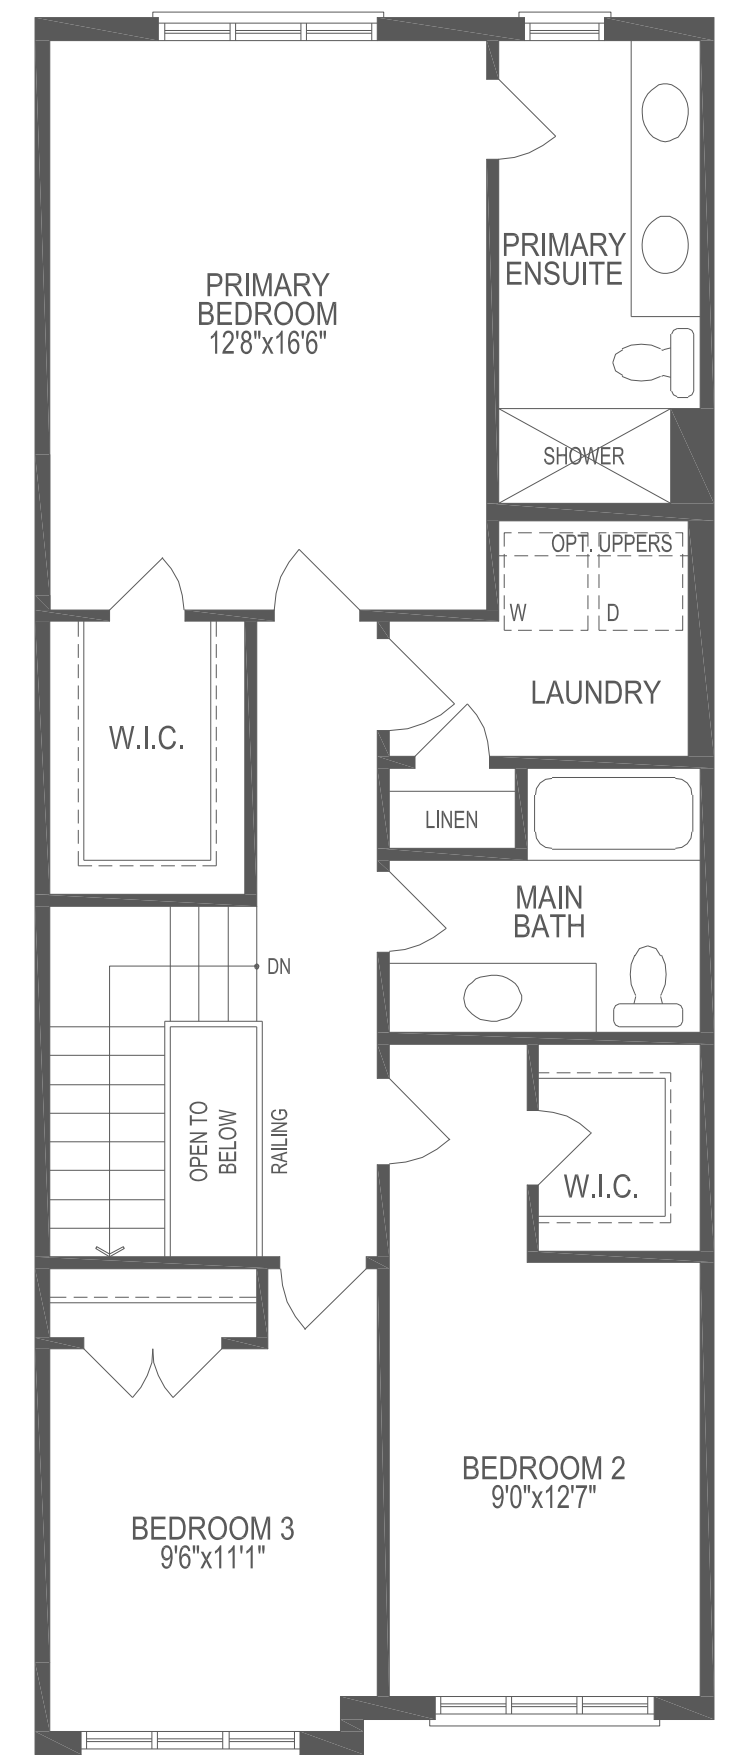 PRIMARY
ENSUITE
PRIMARY
BEDROOM
12'8"x16'6"
SHOWER
OPT. UPPERS
W
D
LAUNDRY
W.I.C.
LINEN
MAIN
BATH
DN
OPEN TO
BELOW
RAILING
W.I.C.
BEDROOM 2
9'0"x12'7"
BEDROOM 3
9'6"x11'1"